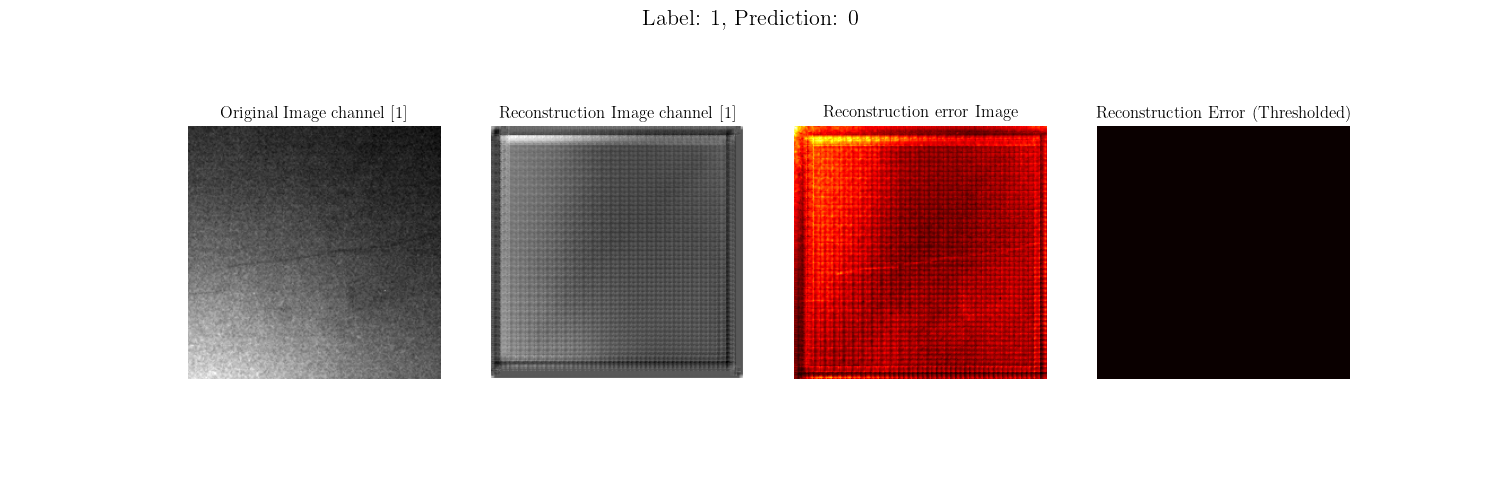 Label: 1, Prediction: 0
Original Image channel [1]
Reconstruction Image channel [1]
Reconstruction error Image
Reconstruction Error (Thresholded)